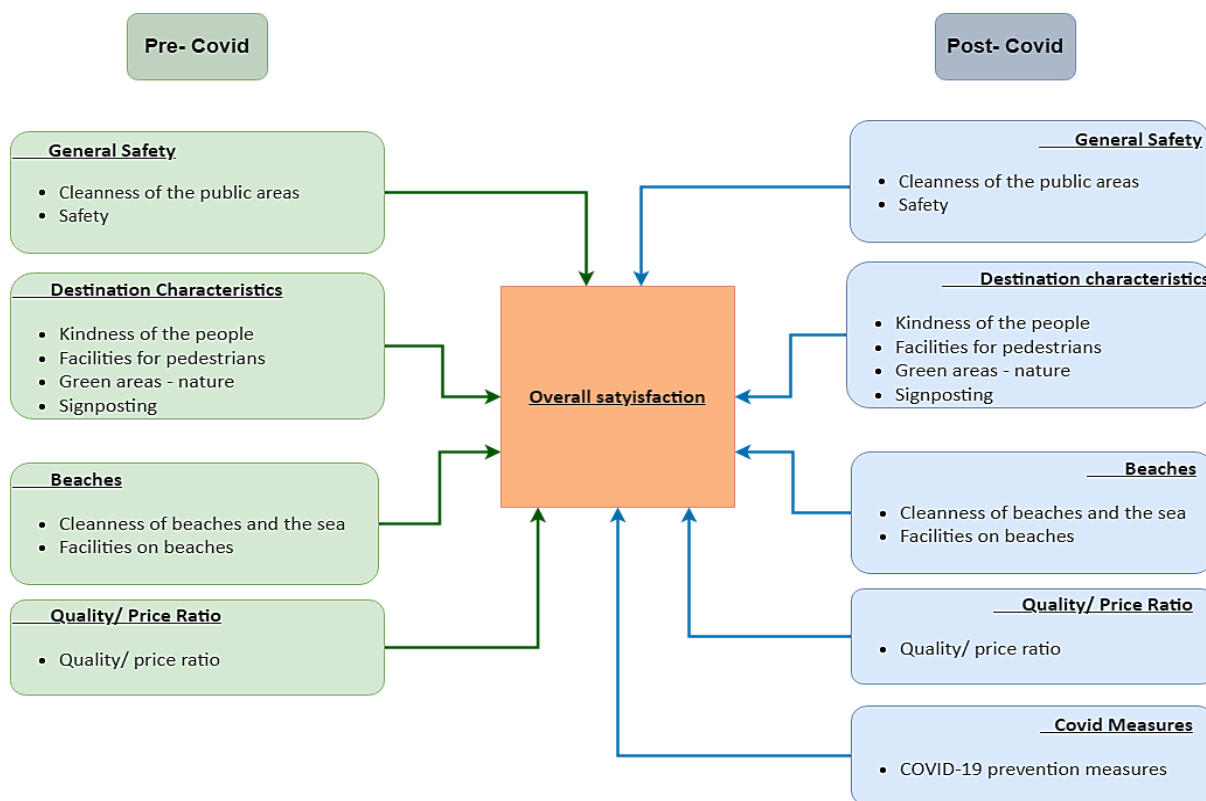 Pre- Covid
Post- Covid
General Safety
• Cleanness of the public areas
• Safety
Destination Characteristics
• Kindness of the people
• Facilities for pedestrians
• Green areas - nature
• Signposting
Beaches
• Cleanness of beaches and the sea
• Facilities on beaches
Quality/ Price Ratio
• Quality/ price ratio
Overall satyisfaction
General Safety
• Cleanness of the public areas
• Safety
Destination characteristics
• Kindness of the people
• Facilities for pedestrians
• Green areas - nature
• Signposting
Beaches
• Cleanness of beaches and the sea
• Facilities on beaches
Quality/ Price Ratio
• Quality/ price ratio
Covid Measures
• COVID-19 prevention measures